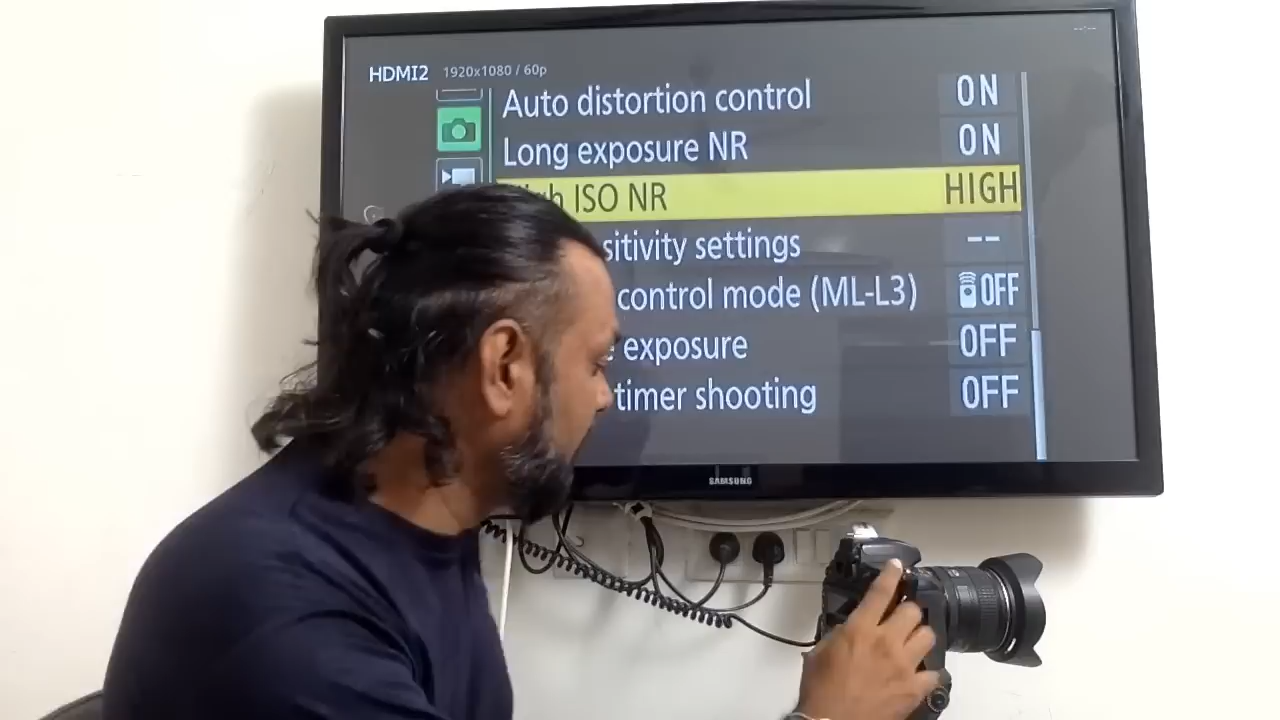 HDMI2 1920x1080 / 60p
Auto distortion control ON
Long exposure NR ON
ISO NR HIGH
sitivity settings --
control mode (ML-L3) OFF
exposure OFF
timer shooting OFF
SAMSUNG